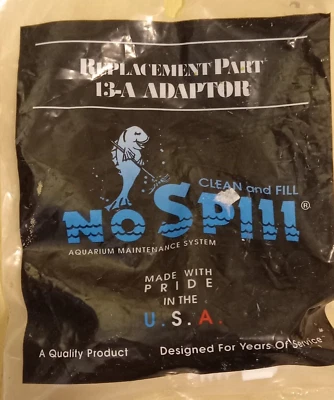 REPLACEMENT PART
13-A ADAPTOR
CLEAN and FILL
NO SPIll®
AQUARIUM MAINTENANCE SYSTEM
MADE WITH
PRIDE
IN THE
U.S.A.
A Quality Product
Designed For Years Of Service